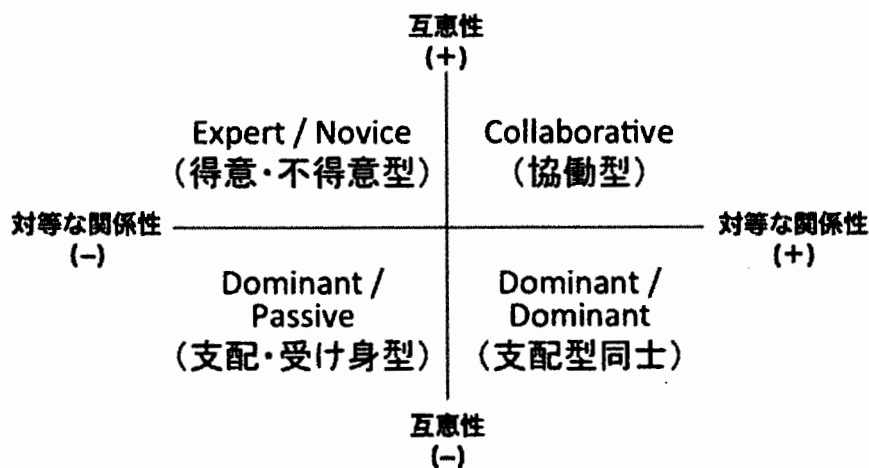 互恵性
(+)
Expert / Novice
(得意・不得意型)
Collaborative
(協働型)
対等な関係性
(–)
対等な関係性
(+)
Dominant /
Passive
(支配・受け身型)
Dominant /
Dominant
(支配型同士)
互恵性
(–)